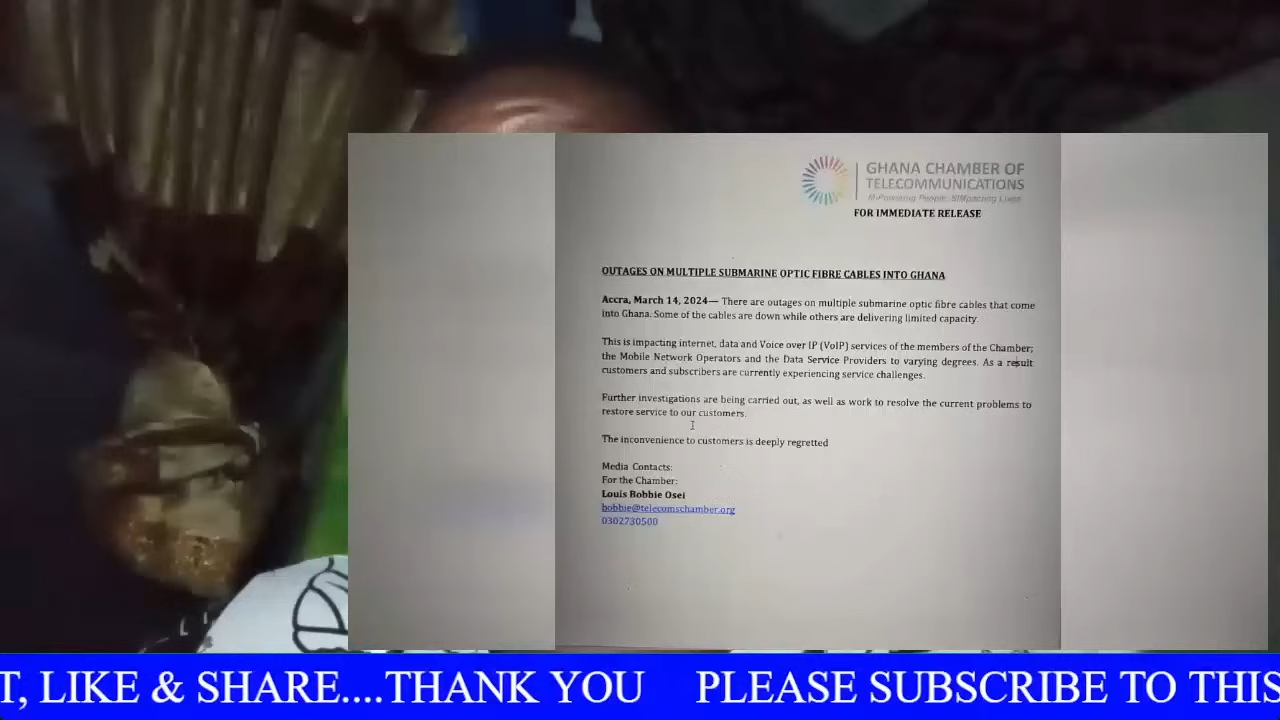 GHANA CHAMBER OF
TELECOMMUNICATIONS
M-Powering People; SIMpacting Lives
FOR IMMEDIATE RELEASE
OUTAGES ON MULTIPLE SUBMARINE OPTIC FIBRE CABLES INTO GHANA
Accra, March 14, 2024— There are outages on multiple submarine optic fibre cables that come
into Ghana. Some of the cables are down while others are delivering limited capacity.
This is impacting internet, data and Voice over IP (VoIP) services of the members of the Chamber;
the Mobile Network Operators and the Data Service Providers to varying degrees. As a result
customers and subscribers are currently experiencing service challenges.
Further investigations are being carried out, as well as work to resolve the current problems to
restore service to our customers.
The inconvenience to customers is deeply regretted
Media Contacts:
For the Chamber:
Louis Bobbie Osei
bobbie@telecomschamber.org
0302730500
T, LIKE & SHARE....THANK YOU PLEASE SUBSCRIBE TO THIS